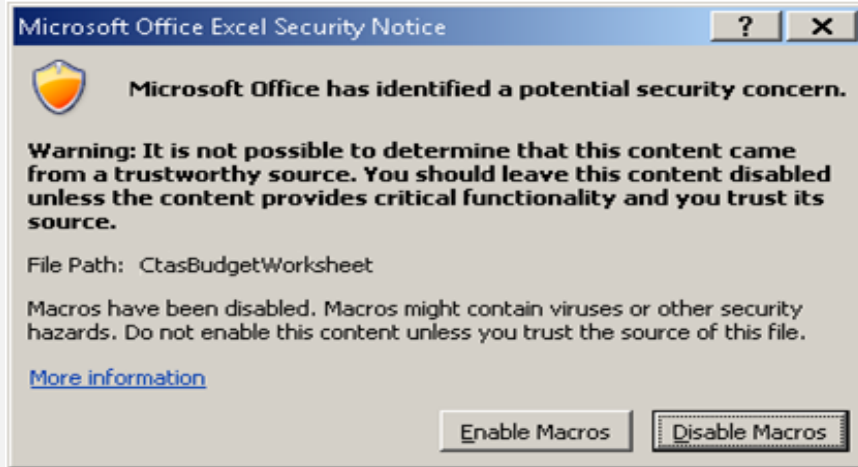 Microsoft Office Excel Security Notice
? X
Microsoft Office has identified a potential security concern.
Warning: It is not possible to determine that this content came
from a trustworthy source. You should leave this content disabled
unless the content provides critical functionality and you trust its
source.
File Path: CtasBudgetWorksheet
Macros have been disabled. Macros might contain viruses or other security
hazards. Do not enable this content unless you trust the source of this file.
More information
Enable Macros Disable Macros